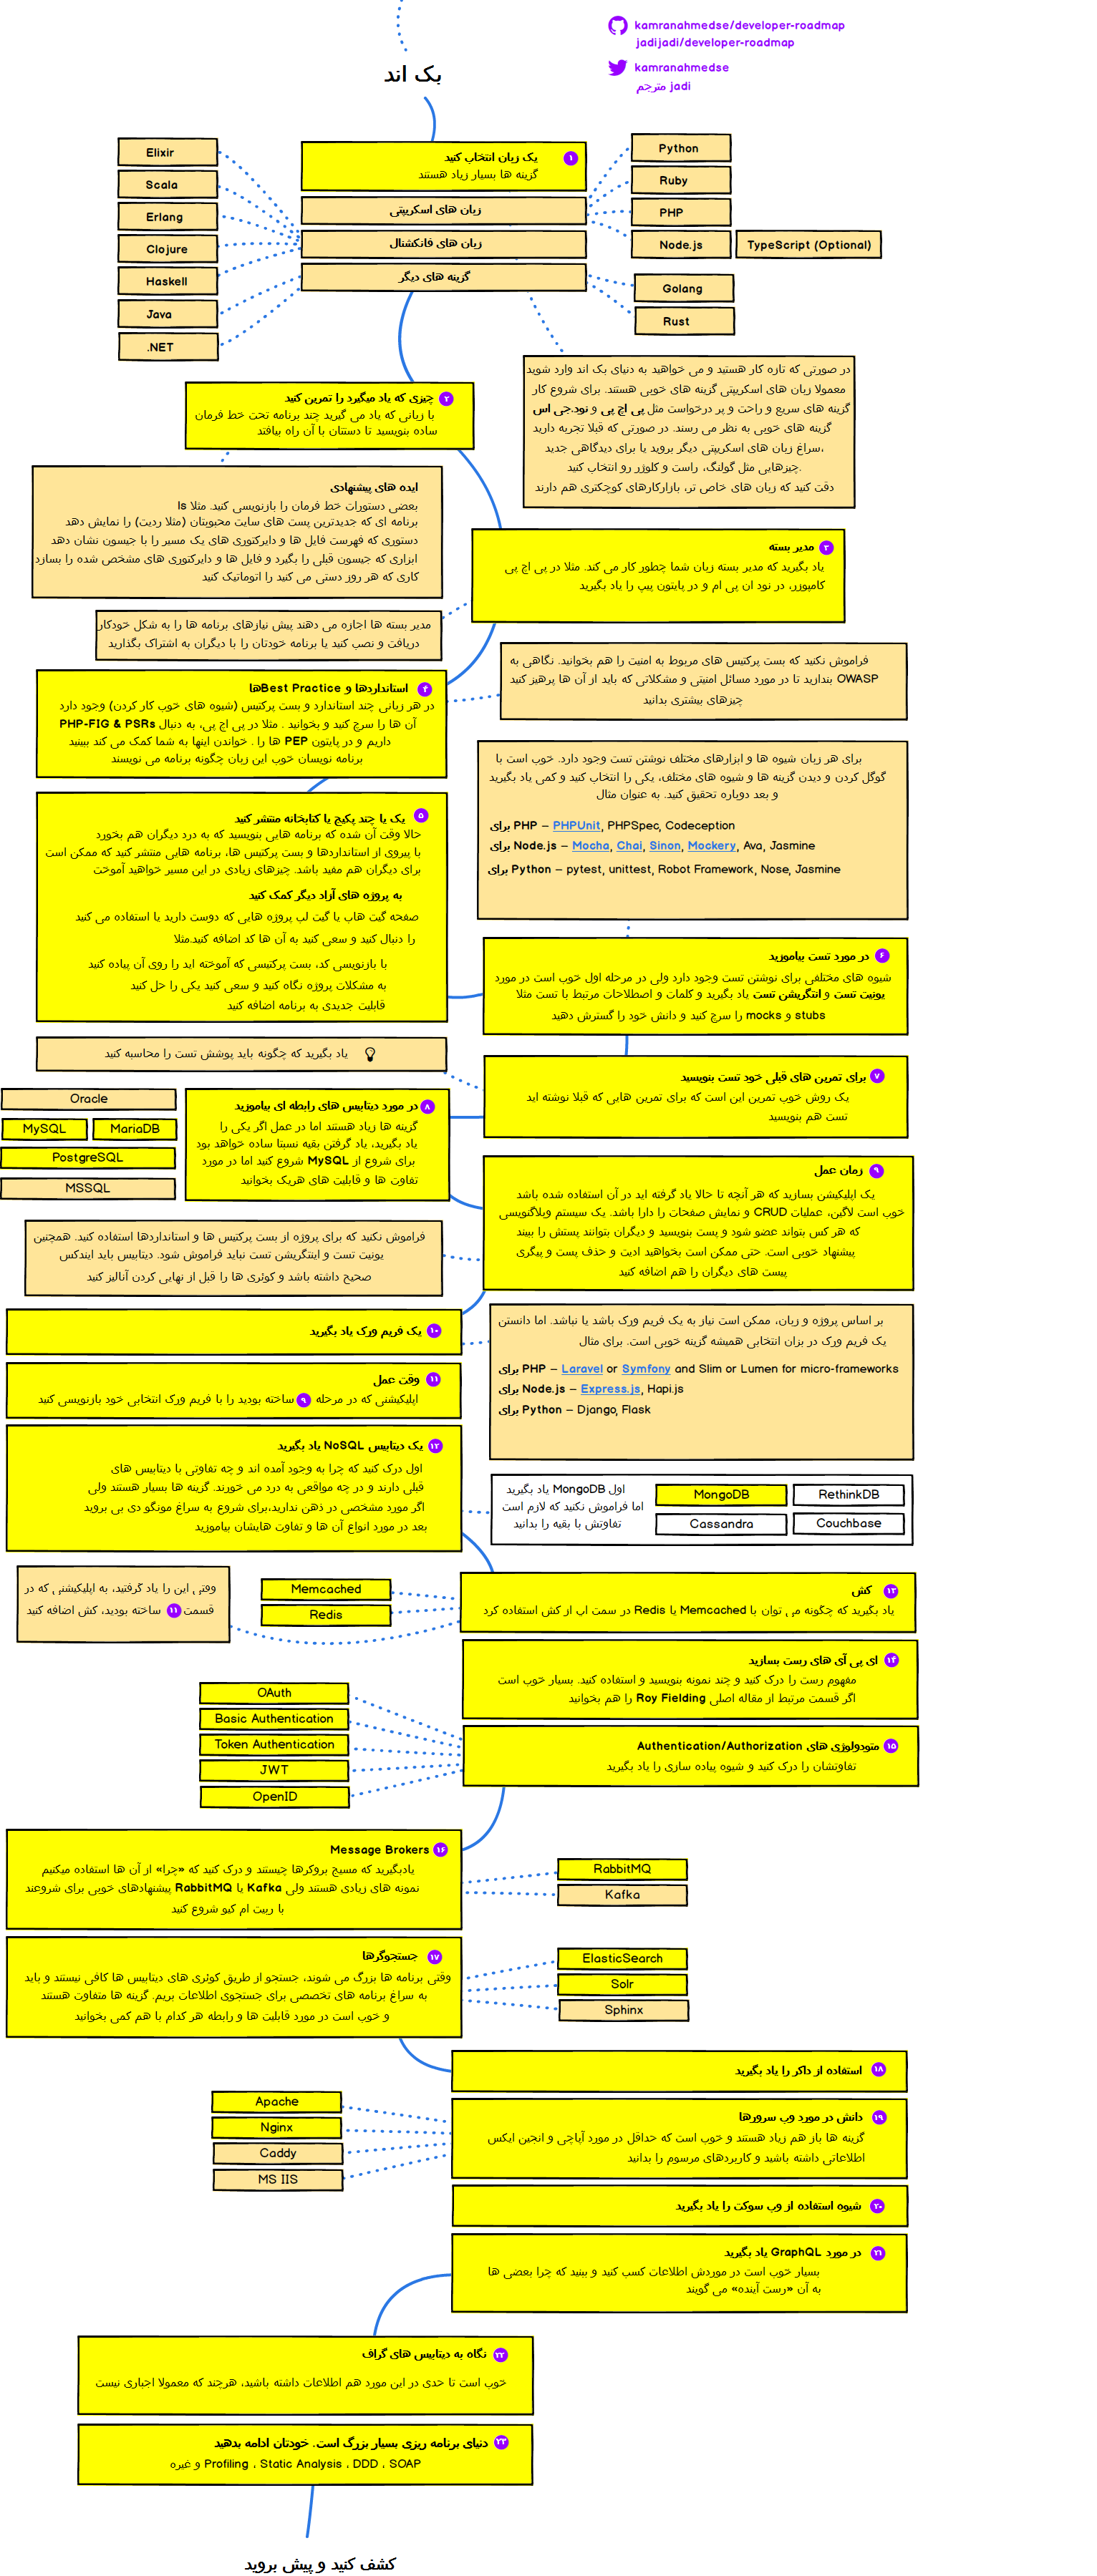 kamranahmedse/developer-roadmap
jadijadi/developer-roadmap
kamranahmedse
مترجم jadi
بک اند
۱ یک زبان انتخاب کنید
گزینه ها بسیار زیاد هستند
زبان های اسکریپتی
زبان های فانکشنال
گزینه های دیگر
Elixir
Scala
Erlang
Clojure
Haskell
Java
.NET
Python
Ruby
PHP
Node.js
TypeScript (Optional)
Golang
Rust
در صورتی که تازه کار هستید و می خواهید به دنیای بک اند وارد شوید
معمولا زبان های اسکریپتی گزینه های خوبی هستند. برای شروع کار
گزینه های سریع و راحت و پر درخواست مثل پی اچ پی و نود.جی اس
گزینه های خوبی به نظر می رسند. در صورتی که قبلا تجربه دارید
سراغ زبان های اسکریپتی دیگر بروید یا برای دیدگاهی جدید،
چیزهایی مثل گولنگ، راست و کلوژر رو انتخاب کنید.
دقت کنید که زبان های خاص تر، بازارکارهای کوچکتری هم دارند
۲ چیزی که یاد میگیرد را تمرین کنید
با زبانی که یاد می گیرید چند برنامه تحت خط فرمان
ساده بنویسید تا دستتان با آن راه بیافتد
ایده های پیشنهادی
بعضی دستورات خط فرمان را بازنویسی کنید. مثلا ls
برنامه ای که جدیدترین پست های سایت محبوبتان (مثلا ردیت) را نمایش دهد
دستوری که فهرست فایل ها و دایرکتوری های یک مسیر را با جیسون نشان دهد
ابزاری که جیسون قبلی را بگیرد و فایل ها و دایرکتوری های مشخص شده را بسازد
کاری که هر روز دستی می کنید را اتوماتیک کنید
۳ مدیر بسته
یاد بگیرید که مدیر بسته زبان شما چطور کار می کند. مثلا در پی اچ پی
کامپوزر، در نود ان پی ام و در پایتون پیپ را یاد بگیرید
مدیر بسته ها اجازه می دهند پیش نیازهای برنامه ها را به شکل خودکار
دریافت و نصب کنید یا برنامه خودتان را با دیگران به اشتراک بگذارید
فراموش نکنید که بست پرکتیس های مربوط به امنیت را هم بخوانید. نگاهی به
OWASP بندازید تا در مورد مسائل امنیتی و مشکلاتی که باید از آن ها پرهیز کنید
چیزهای بیشتری بدانید
۴ استانداردها و Best Practiceها
در هر زبانی چند استاندارد و بست پرکتیس (شیوه های خوب کار کردن) وجود دارد
آن ها را سرچ کنید و بخوانید . مثلا در پی اچ پی، به دنبال PHP-FIG & PSRs
داریم و در پایتون PEP ها را . خواندن اینها به شما کمک می کند ببینید
برنامه نویسان خوب این زبان چگونه برنامه می نویسند
برای هر زبان شیوه ها و ابزارهای مختلف نوشتن تست وجود دارد. خوب است با
گوگل کردن و دیدن گزینه ها و شیوه های مختلف، یکی را انتخاب کنید و کمی یاد بگیرید
و بعد دوباره تحقیق کنید. به عنوان مثال
برای PHP – PHPUnit, PHPSpec, Codeception
برای Node.js – Mocha, Chai, Sinon, Mockery, Ava, Jasmine
برای Python – pytest, unittest, Robot Framework, Nose, Jasmine
۵ یک یا چند پکیج یا کتابخانه منتشر کنید
حالا وقت آن شده که برنامه هایی بنویسید که به درد دیگران هم بخورد
با پیروی از استانداردها و بست پرکتیس ها، برنامه هایی منتشر کنید که ممکن است
برای دیگران هم مفید باشد. چیزهای زیادی در این مسیر خواهید آموخت
به پروژه های آزاد دیگر کمک کنید
صفحه گیت هاب یا گیت لب پروژه هایی که دوست دارید یا استفاده می کنید
را دنبال کنید و سعی کنید به آن ها کد اضافه کنید.مثلا
با بازنویسی کد، بست پرکتیسی که آموخته اید را روی آن پیاده کنید
به مشکلات پروژه نگاه کنید و سعی کنید یکی را حل کنید
قابلیت جدیدی به برنامه اضافه کنید
۶ در مورد تست بیاموزید
شیوه های مختلفی برای نوشتن تست وجود دارد ولی در مرحله اول خوب است در مورد
یونیت تست و انتگریشن تست یاد بگیرید و کلمات و اصطلاحات مرتبط با تست مثلا
stubs و mocks را سرچ کنید و دانش خود را گسترش دهید
یاد بگیرید که چگونه باید پوشش تست را محاسبه کنید
۷ برای تمرین های قبلی خود تست بنویسید
یک روش خوب تمرین این است که برای تمرین هایی که قبلا نوشته اید
تست هم بنویسید
Oracle
MySQL
MariaDB
PostgreSQL
MSSQL
۸ در مورد دیتابیس های رابطه ای بیاموزید
گزینه ها زیاد هستند اما در عمل اگر یکی را
یاد بگیرید، یاد گرفتن بقیه نسبتا ساده خواهد بود
برای شروع از MySQL شروع کنید اما در مورد
تفاوت ها و قابلیت های هریک بخوانید
۹ زمان عمل
یک اپلیکیشن بسازید که هر آنچه تا حالا یاد گرفته اید در آن استفاده شده باشد
خوب است لاگین، عملیات CRUD و نمایش صفحات را دارا باشد. یک سیستم وبلاگنویسی
که هر کس بتواند عضو شود و پست بنویسید و دیگران بتوانند پستش را ببیند
پیشنهاد خوبی است. حتی ممکن است بخواهید ادیت و حذف پست و پیگری
پیست های دیگران را هم اضافه کنید
فراموش نکنید که برای پروژه از بست پرکتیس ها و استانداردها استفاده کنید. همچنین
یونیت تست و اینتگریشن تست نباید فراموش شود. دیتابیس باید ایندکس
صحیح داشته باشد و کوئری ها را قبل از نهایی کردن آنالیز کنید
۱۰ یک فریم ورک یاد بگیرید
بر اساس پروژه و زبان، ممکن است نیاز به یک فریم ورک باشد یا نباشد. اما دانستن
یک فریم ورک در بزان انتخابی همیشه گزینه خوبی است. برای مثال
برای PHP – Laravel or Symfony and Slim or Lumen for micro-frameworks
برای Node.js – Express.js, Hapi.js
برای Python – Django, Flask
۱۱ وقت عمل
اپلیکیشنی که در مرحله ۹ ساخته بودید را با فریم ورک انتخابی خود بازنویسی کنید
۱۲ یک دیتابیس NoSQL یاد بگیرید
اول درک کنید که چرا به وجود آمده اند و چه تفاوتی با دیتابیس های
قبلی دارند و در چه مواقعی به درد می خورند. گزینه ها بسیار هستند ولی
اگر مورد مشخصی در ذهن ندارید،برای شروع به سراغ مونگو دی بی بروید
بعد در مورد انواع آن ها و تفاوت هایشان بیاموزید
اول MongoDB یاد بگیرید
اما فراموش نکنید که لازم است
تفاوتش با بقیه را بدانید
MongoDB
RethinkDB
Cassandra
Couchbase
۱۳ کش
یاد بگیرید که چگونه می توان با Memcached یا Redis در سمت اپ از کش استفاده کرد
Memcached
Redis
وقتی این را یاد گرفتید، به اپلیکیشنی که در
قسمت ۱۱ ساخته بودید، کش اضافه کنید
۱۴ ای پی آی های رست بسازید
مفهوم رست را درک کنید و چند نمونه بنویسید و استفاده کنید. بسیار خوب است
اگر قسمت مرتبط از مقاله اصلی Roy Fielding را هم بخوانید
۱۵ متودولوژی های Authentication/Authorization
تفاوتشان را درک کنید و شیوه پیاده سازی را یاد بگیرید
OAuth
Basic Authentication
Token Authentication
JWT
OpenID
۱۶ Message Brokers
یادبگیرید که مسیج بروکرها چیستند و درک کنید که «چرا» از آن ها استفاده میکنیم
نمونه های زیادی هستند ولی Kafka یا RabbitMQ پیشنهادهای خوبی برای شروعند
با ربیت ام کیو شروع کنید
RabbitMQ
Kafka
۱۷ جستجوگرها
وقتی برنامه ها بزرگ می شوند، جستجو از طریق کوئری های دیتابیس ها کافی نیستند و باید
به سراغ برنامه های تخصصی برای جستجوی اطلاعات بریم. گزینه ها متفاوت هستند
و خوب است در مورد قابلیت ها و رابطه هر کدام با هم کمی بخوانید
ElasticSearch
Solr
Sphinx
۱۸ استفاده از داکر را یاد بگیرید
۱۹ دانش در مورد وب سرورها
گزینه ها باز هم زیاد هستند و خوب است که حداقل در مورد آپاچی و انجین ایکس
اطلاعاتی داشته باشید و کاربردهای مرسوم را بدانید
Apache
Nginx
Caddy
MS IIS
۲۰ شیوه استفاده از وب سوکت را یاد بگیرید
۲۱ در مورد GraphQL یاد بگیرید
بسیار خوب است در موردش اطلاعات کسب کنید و ببینید که چرا بعضی ها
به آن «رست آینده» می گویند
۲۲ نگاه به دیتابیس های گراف
خوب است تا حدی در این مورد هم اطلاعات داشته باشید، هرچند که معمولا اجباری نیست
۲۳ دنیای برنامه ریزی بسیار بزرگ است. خودتان ادامه بدهید
Profiling ، Static Analysis ، DDD ، SOAP و غیره
کشف کنید و پیش بروید